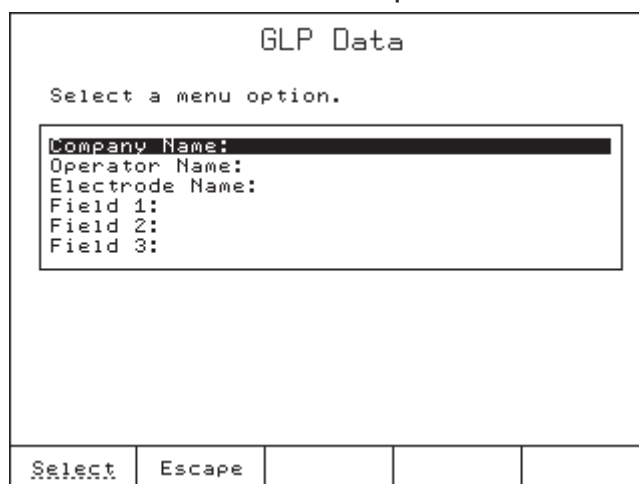 GLP Data
Select a menu option.
Company Name:
Operator Name:
Electrode Name:
Field 1:
Field 2:
Field 3:
Select Escape